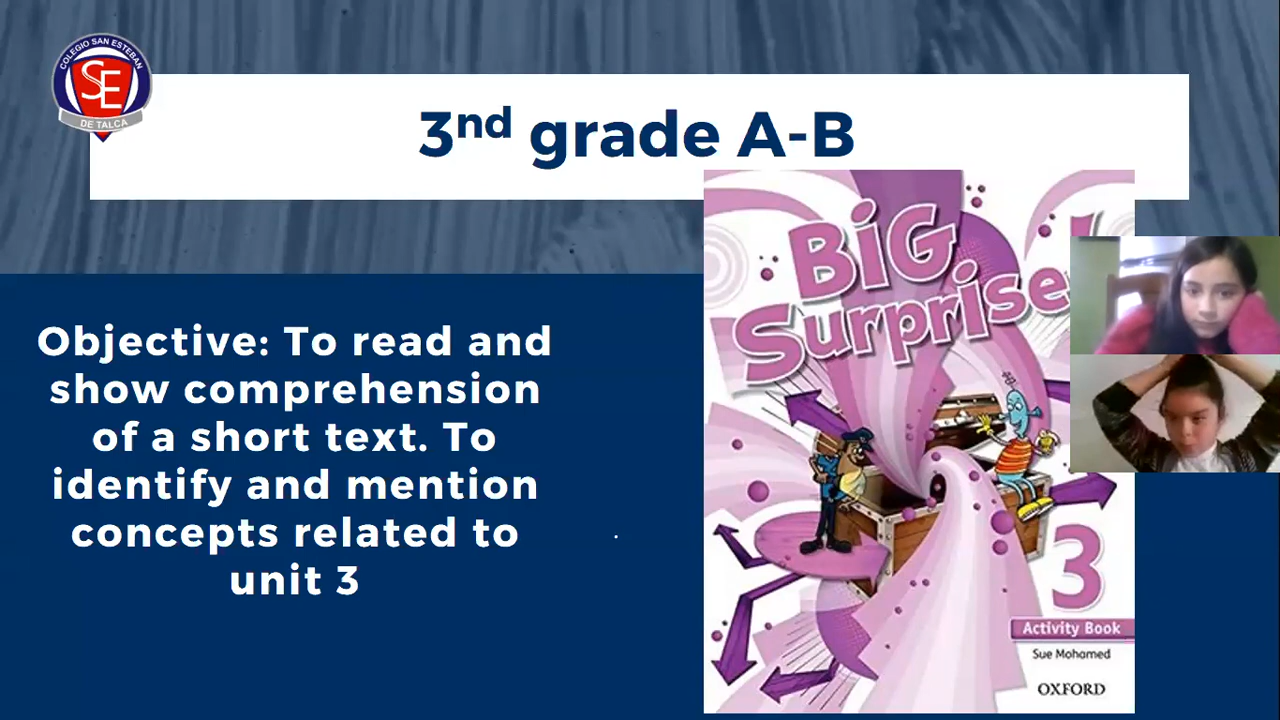 COLEGIO SAN ESTEBAN
SE
DE TALCA
3nd grade A-B
Objective: To read and
show comprehension
of a short text. To
identify and mention
concepts related to
unit 3
BiG
Surprise
3
Activity Book
Sue Mohamed
OXFORD